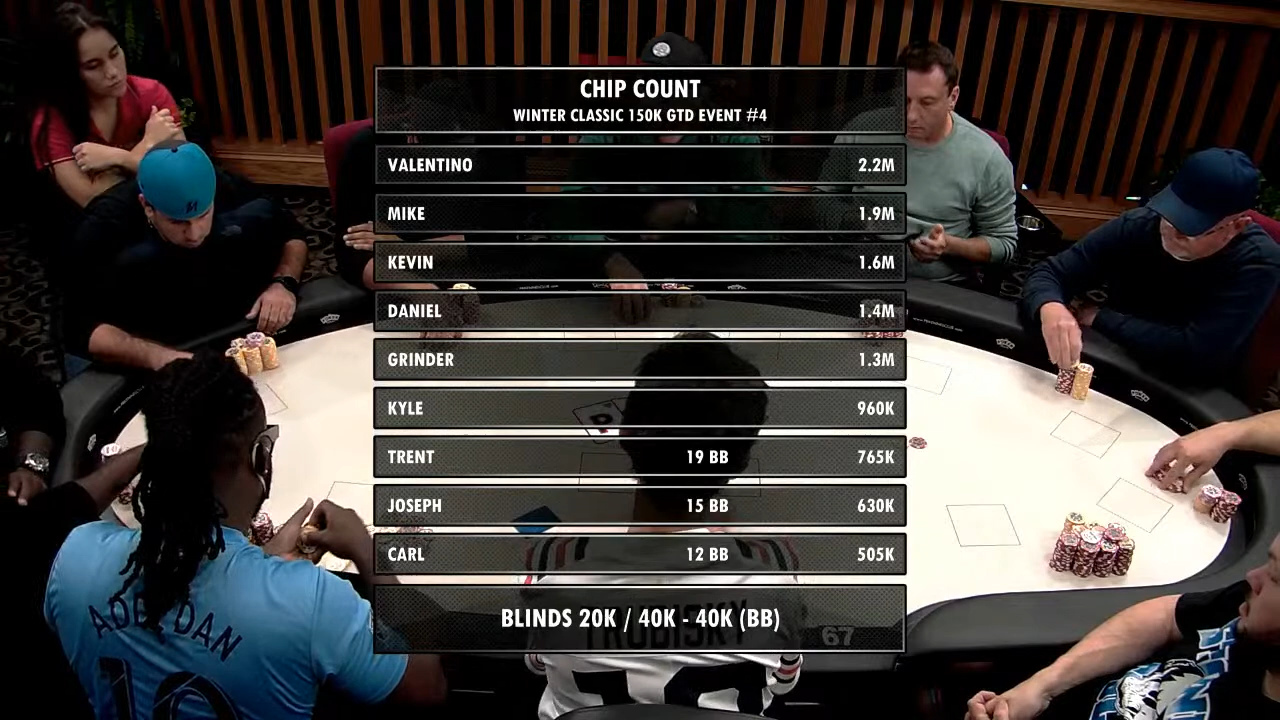 CHIP COUNT
WINTER CLASSIC 150K GTD EVENT #4
VALENTINO 2.2M
MIKE 1.9M
KEVIN 1.6M
DANIEL 1.4M
GRINDER 1.3M
KYLE 960K
TRENT 19 BB 765K
JOSEPH 15 BB 630K
CARL 12 BB 505K
BLINDS 20K / 40K - 40K (BB)
TRUBISKY
67
10